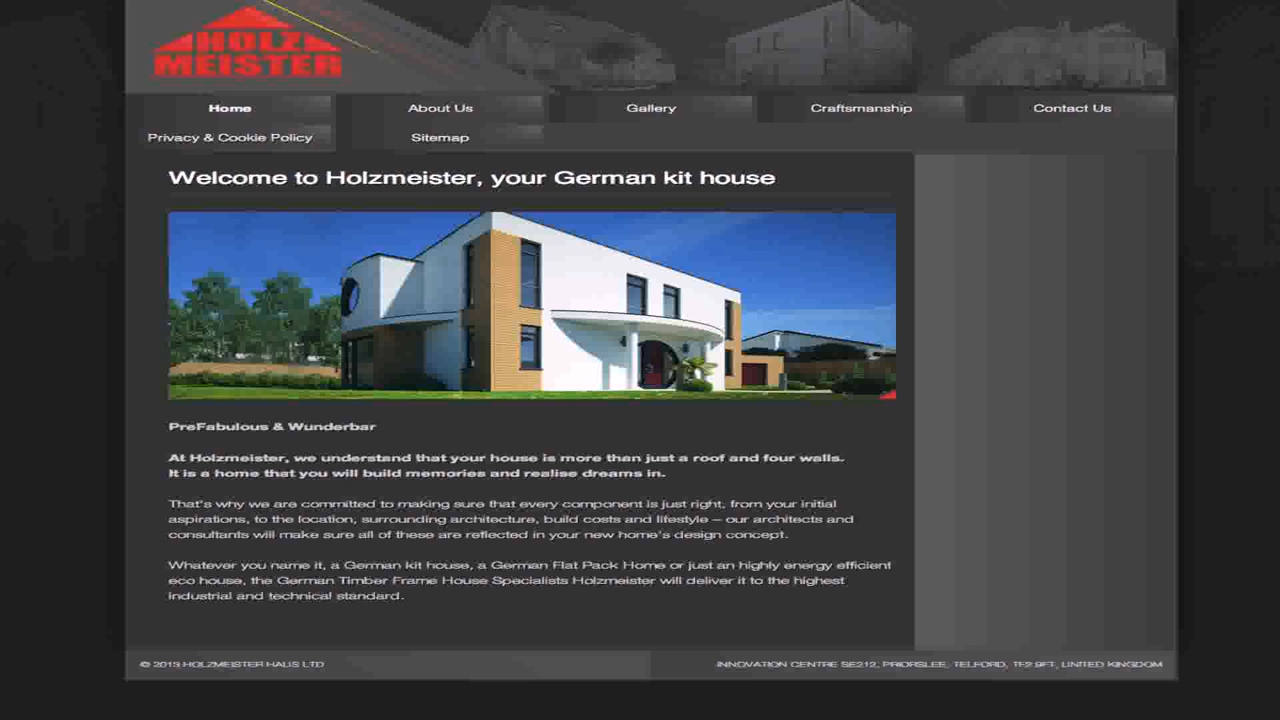 HOLZ
MEISTER
Home About Us Gallery Craftsmanship Contact Us
Privacy & Cookie Policy Sitemap
Welcome to Holzmeister, your German kit house
PreFabulous & Wunderbar
At Holzmeister, we understand that your house is more than just a roof and four walls.
It is a home that you will build memories and realise dreams in.
That's why we are committed to making sure that every component is just right, from your initial
aspirations, to the location, surrounding architecture, build costs and lifestyle – our architects and
consultants will make sure all of these are reflected in your new home's design concept.
Whatever you name it, a German kit house, a German Flat Pack Home or just an highly energy efficient
eco house, the German Timber Frame House Specialists Holzmeister will deliver it to the highest
industrial and technical standard.
© 2013 HOLZMEISTER HAUS LTD
INNOVATION CENTRE SE212, PRIORSLEE, TELFORD, TF2 9FT, UNITED KINGDOM